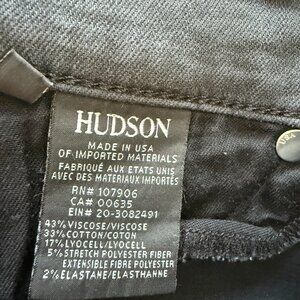 HUDSON
MADE IN USA
OF IMPORTED MATERIALS
FABRIQUÉ AUX ETATS UNIS
AVEC DES MATERIAUX IMPORTÉS
RN# 107906
CA# 00635
EIN# 20-3082491
43% VISCOSE/VISCOSE
33% COTTON/COTON
17% LYOCELL/LYOCELL
5% STRETCH POLYESTER FIBER
EXTENSIBLE FIBRE POLYESTER
2% ELASTANE/ELASTHANNE